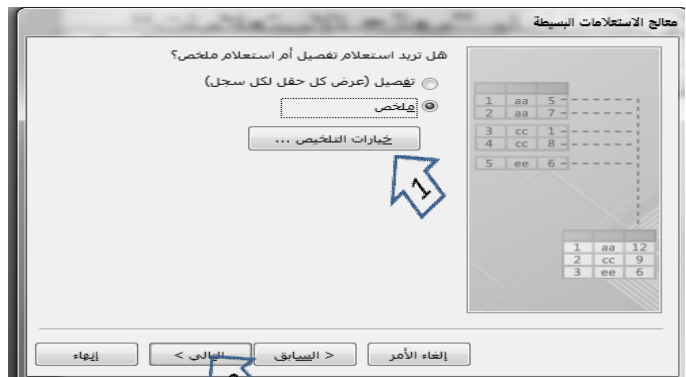 معالج الاستعلامات البسيطة
هل تريد استعلام تفصيل أم استعلام ملخص؟
تفصيل (عرض كل حقل لكل سجل)
ملخص
خيارات التلخيص ...
1
1 aa 5
2 aa 7
3 cc 1
4 cc 8
5 ee 6
1 aa 12
2 cc 9
3 ee 6
إلغاء الأمر
< السابق
التالي >
إنهاء